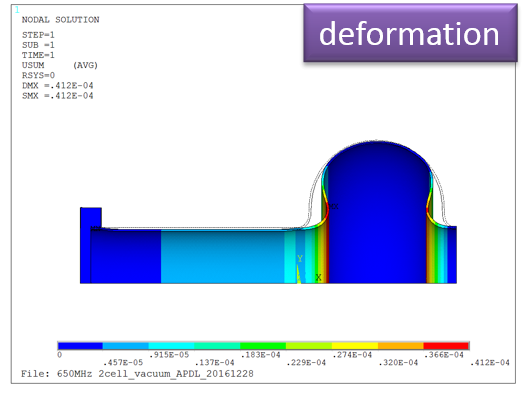 1
deformation
NODAL SOLUTION
STEP=1
SUB =1
TIME=1
USUM (AVG)
RSYS=0
DMX =.412E-04
SMX =.412E-04
Y
X
0 .915E-05 .183E-04 .274E-04 .366E-04
.457E-05 .137E-04 .229E-04 .320E-04 .412E-04
File: 650MHz 2cell_vacuum_APDL_20161228